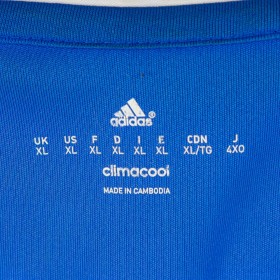 adidas
UK US F D I E CDN J
XL XL XL XL XL XL XL/TG 4XO
climacool
MADE IN CAMBODIA